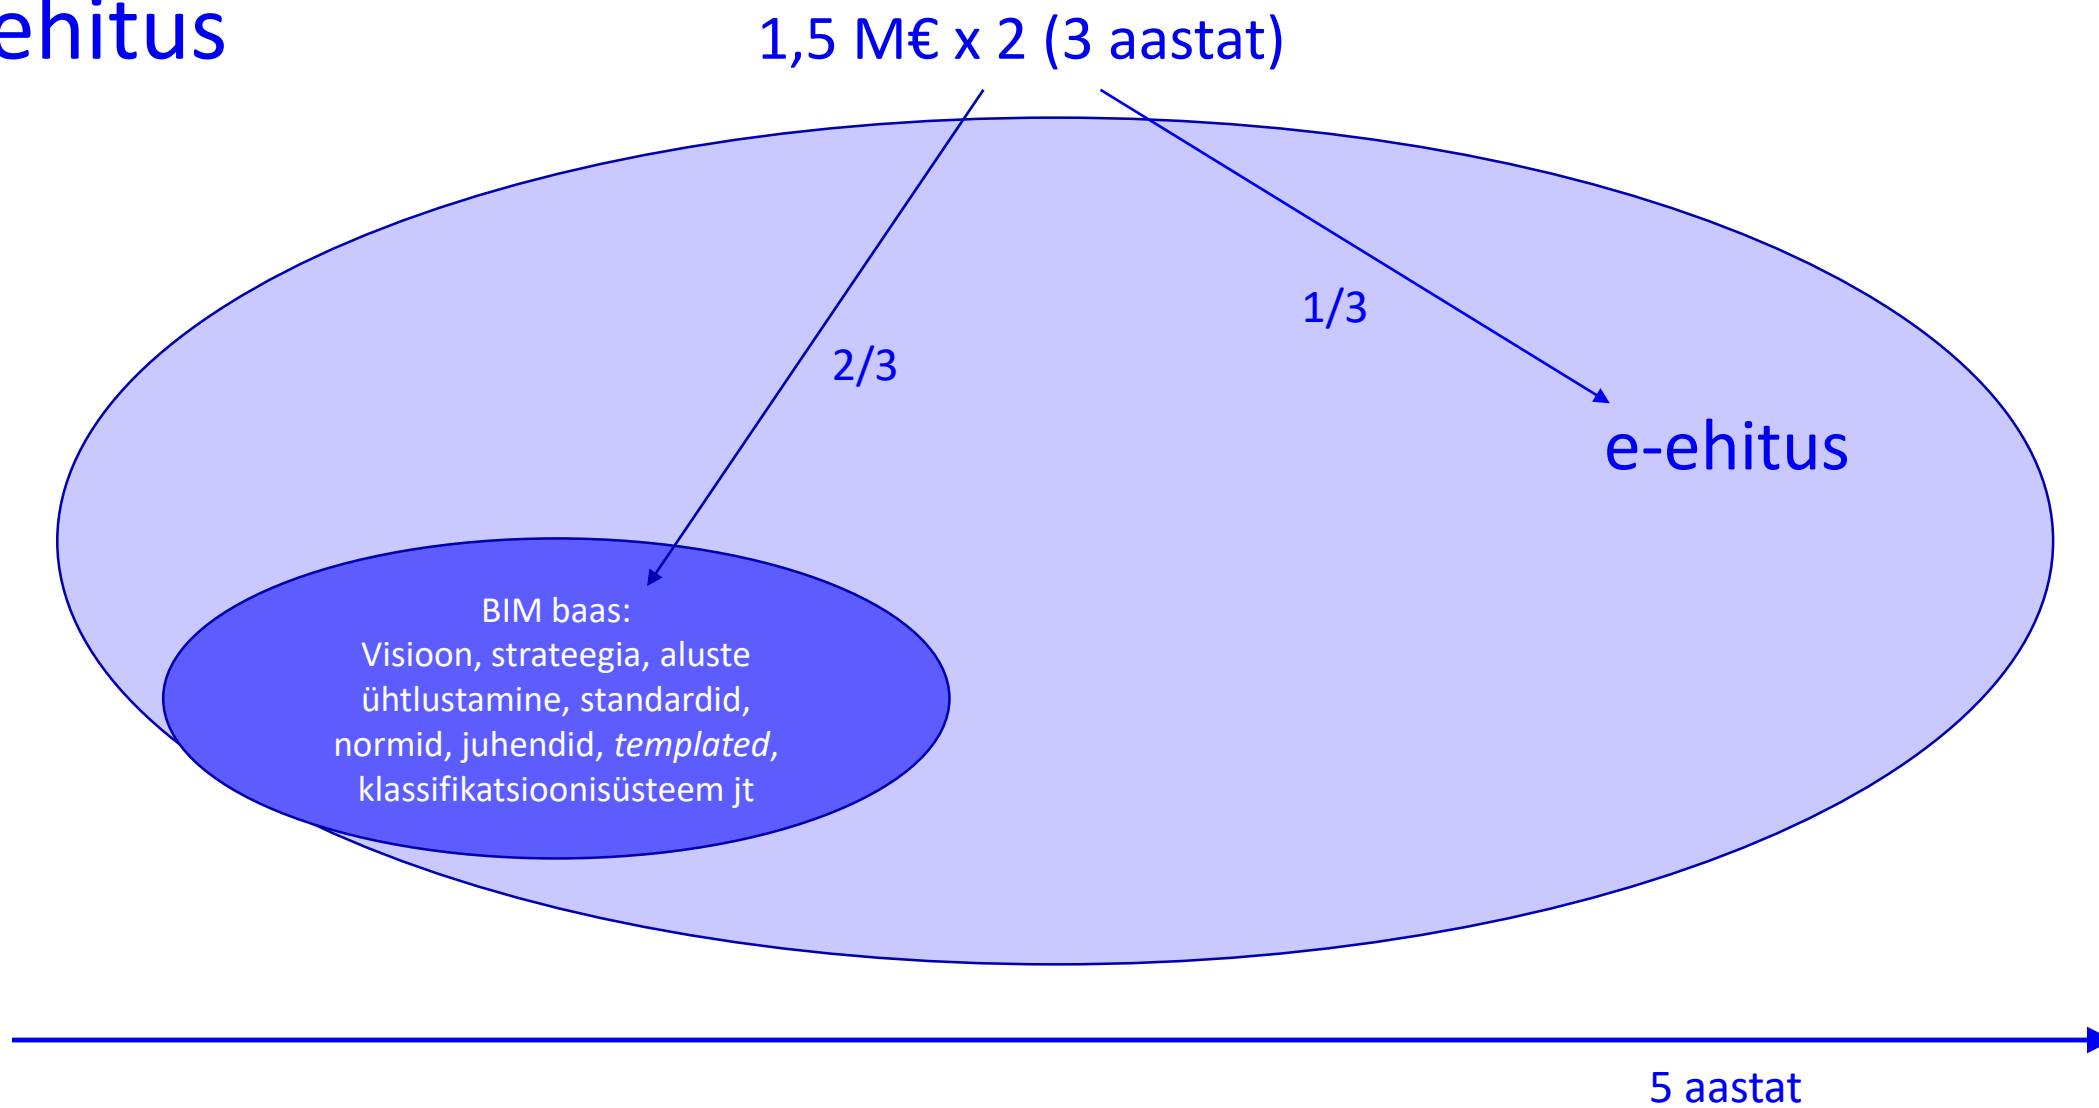 ehitus
1,5 M€ x 2 (3 aastat)
1/3
2/3
e-ehitus
BIM baas:
Visioon, strateegia, aluste
ühtlustamine, standardid,
normid, juhendid, templated,
klassifikatsioonisüsteem jt
5 aastat